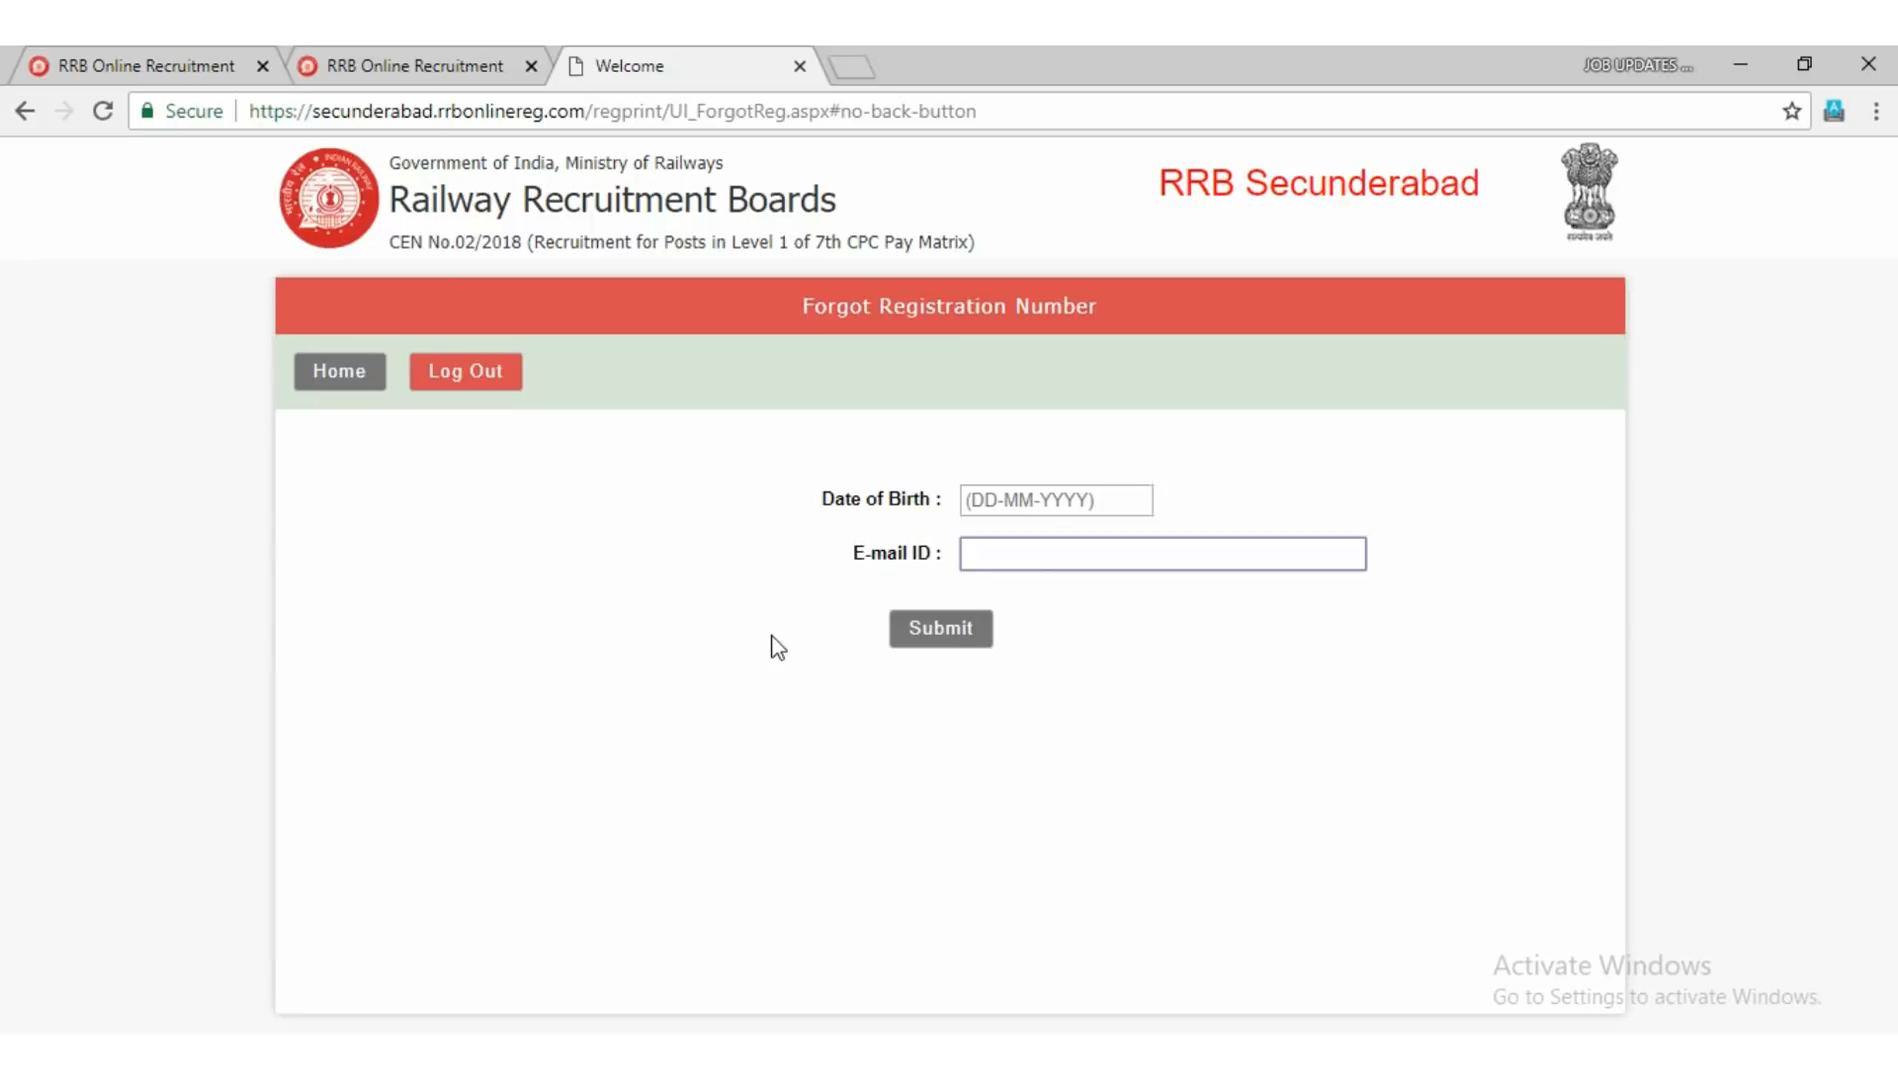 RRB Online Recruitment
RRB Online Recruitment
Welcome
JOB UPDATES ...
Secure
https://secunderabad.rrbonlinereg.com/regprint/UI_ForgotReg.aspx#no-back-button
Government of India, Ministry of Railways
Railway Recruitment Boards
CEN No.02/2018 (Recruitment for Posts in Level 1 of 7th CPC Pay Matrix)
RRB Secunderabad
सत्यमेव जयते
Forgot Registration Number
Home
Log Out
Date of Birth :
(DD-MM-YYYY)
E-mail ID :
Submit
Activate Windows
Go to Settings to activate Windows.